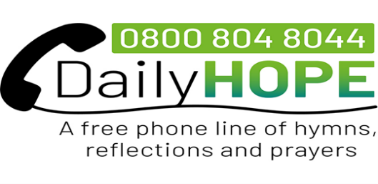 0800 804 8044
DailyHOPE
A free phone line of hymns,
reflections and prayers